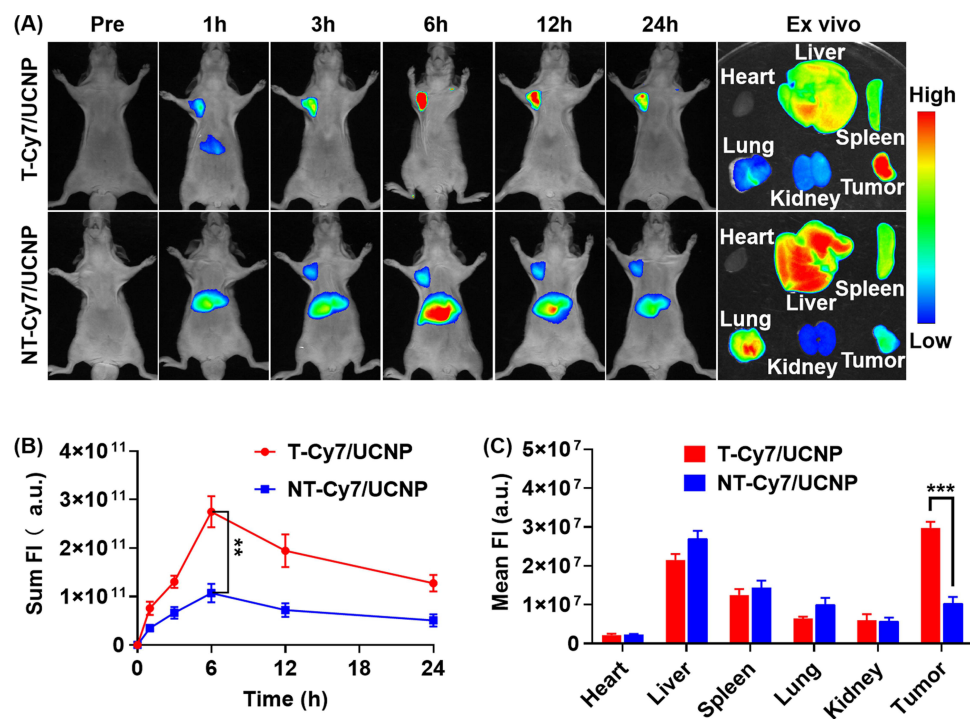 (A) Pre 1h 3h 6h 12h 24h Ex vivo
T-Cy7/UCNP
Liver
Heart
Spleen
Lung
Kidney
Tumor
High
Low
NT-Cy7/UCNP
Heart
Spleen
Liver
Lung
Kidney
Tumor
(B)
T-Cy7/UCNP
NT-Cy7/UCNP
**
Sum FI ( a.u.)
4×10¹¹
3×10¹¹
2×10¹¹
1×10¹¹
0
0 6 12 18 24
Time (h)
(C)
T-Cy7/UCNP
NT-Cy7/UCNP
***
Mean FI (a.u.)
5×10⁷
4×10⁷
3×10⁷
2×10⁷
1×10⁷
0
Heart
Liver
Spleen
Lung
Kidney
Tumor